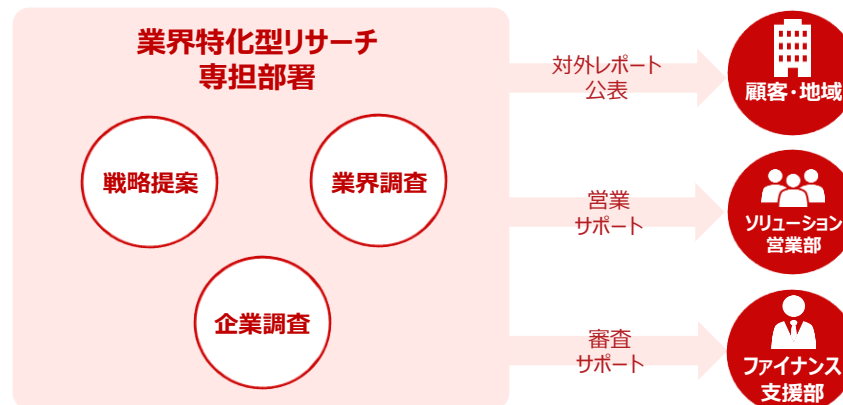 業界特化型リサーチ
専担部署
戦略提案
業界調査
企業調査
対外レポート
公表
顧客・地域
営業
サポート
ソリューション
営業部
審査
サポート
ファイナンス
支援部